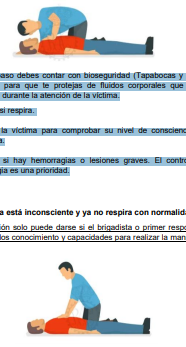 paso debes contar con bioseguridad (Tapabocas y
para que te protejas de fluidos corporales que
durante la atención de la víctima.
si respira.
la víctima para comprobar su nivel de conscienc
a.
si hay hemorragias o lesiones graves. El control
gia es una prioridad.
a está inconsciente y ya no respira con normalida
ción solo puede darse si el brigadista o primer respo
los conocimiento y capacidades para realizar la man